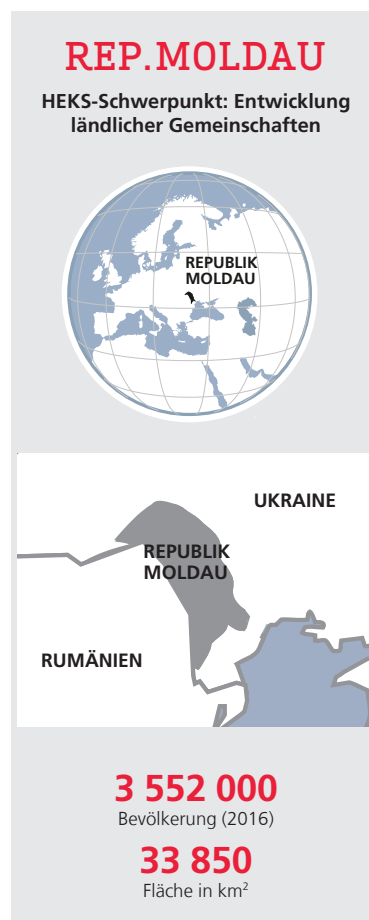 REP.MOLDAU
HEKS-Schwerpunkt: Entwicklung
ländlicher Gemeinschaften
REPUBLIK
MOLDAU
UKRAINE
REPUBLIK
MOLDAU
RUMÄNIEN
3 552 000
Bevölkerung (2016)
33 850
Fläche in km²